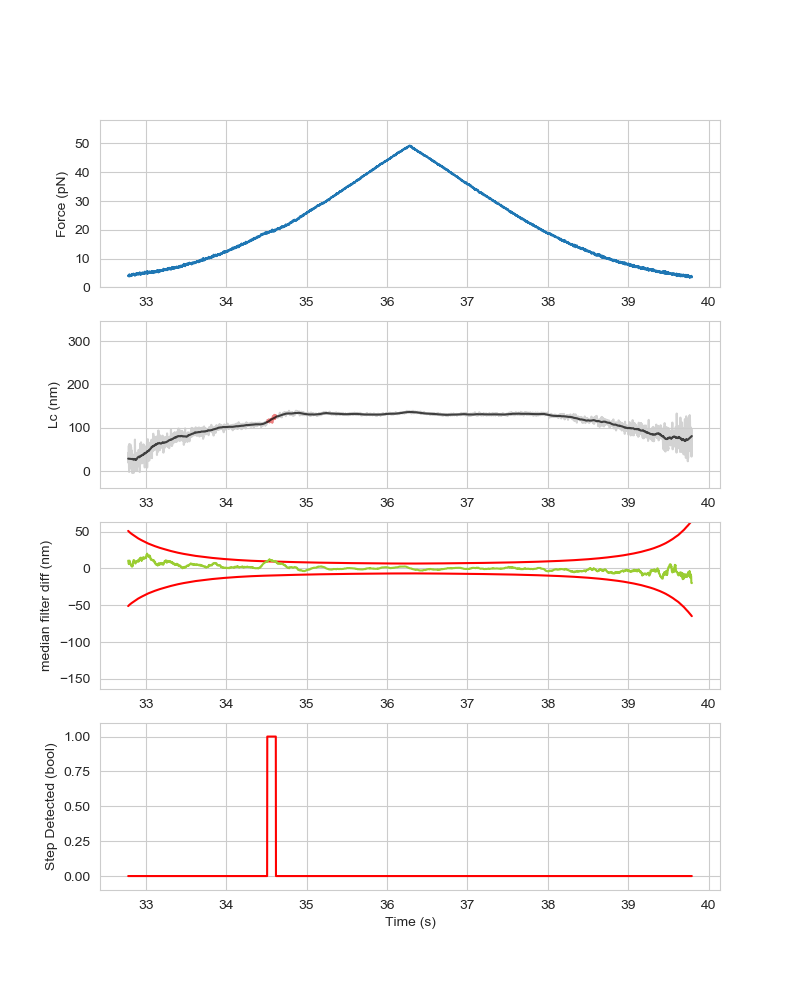 Force (pN)
50
40
30
20
10
0
33 34 35 36 37 38 39 40
Lc (nm)
300
200
100
0
33 34 35 36 37 38 39 40
median filter diff (nm)
50
0
−50
−100
−150
33 34 35 36 37 38 39 40
Step Detected (bool)
1.00
0.75
0.50
0.25
0.00
33 34 35 36 37 38 39 40
Time (s)